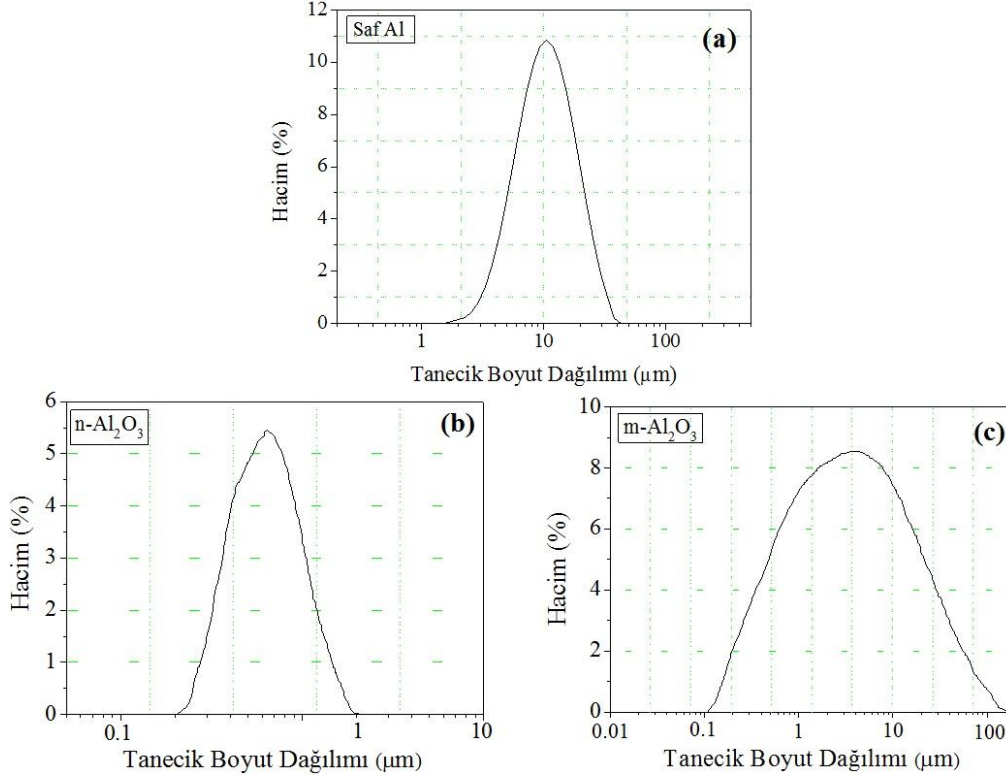 Saf Al
(a)
12
10
8
6
4
2
0
Hacim (%)
1 10 100
Tanecik Boyut Dağılımı (µm)
n-Al₂O₃
(b)
6
5
4
3
2
1
0
Hacim (%)
0.1 1 10
Tanecik Boyut Dağılımı (µm)
m-Al₂O₃
(c)
10
8
6
4
2
0
Hacim (%)
0.01 0.1 1 10 100
Tanecik Boyut Dağılımı (µm)